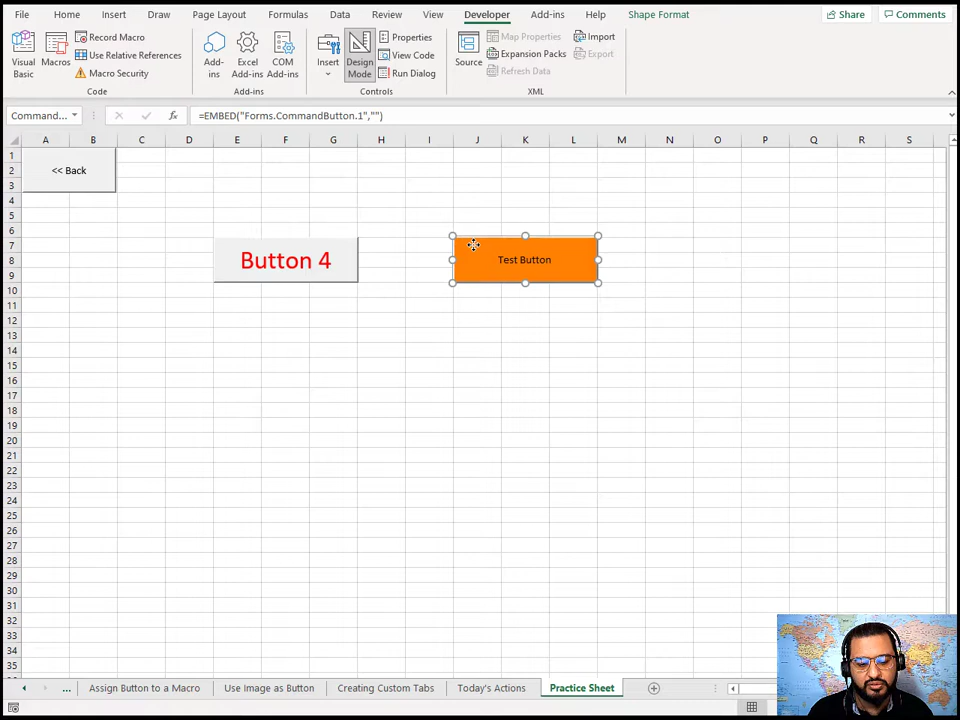 File Home Insert Draw Page Layout Formulas Data Review View Developer Add-ins Help Shape Format Share Comments
Visual Basic
Macros
Record Macro
Use Relative References
Macro Security
Code
Add-ins
Excel Add-ins
COM Add-ins
Add-ins
Insert
Design Mode
Properties
View Code
Run Dialog
Controls
Source
Map Properties
Expansion Packs
Refresh Data
Import
Export
XML
Command... fx =EMBED("Forms.CommandButton.1","")
A B C D E F G H I J K L M N O P Q R S
1
2
3
4
5
6
7
8
9
10
11
12
13
14
15
16
17
18
19
20
21
22
23
24
25
26
27
28
29
30
31
32
33
34
35
<< Back
Button 4
Test Button
... Assign Button to a Macro Use Image as Button Creating Custom Tabs Today's Actions Practice Sheet